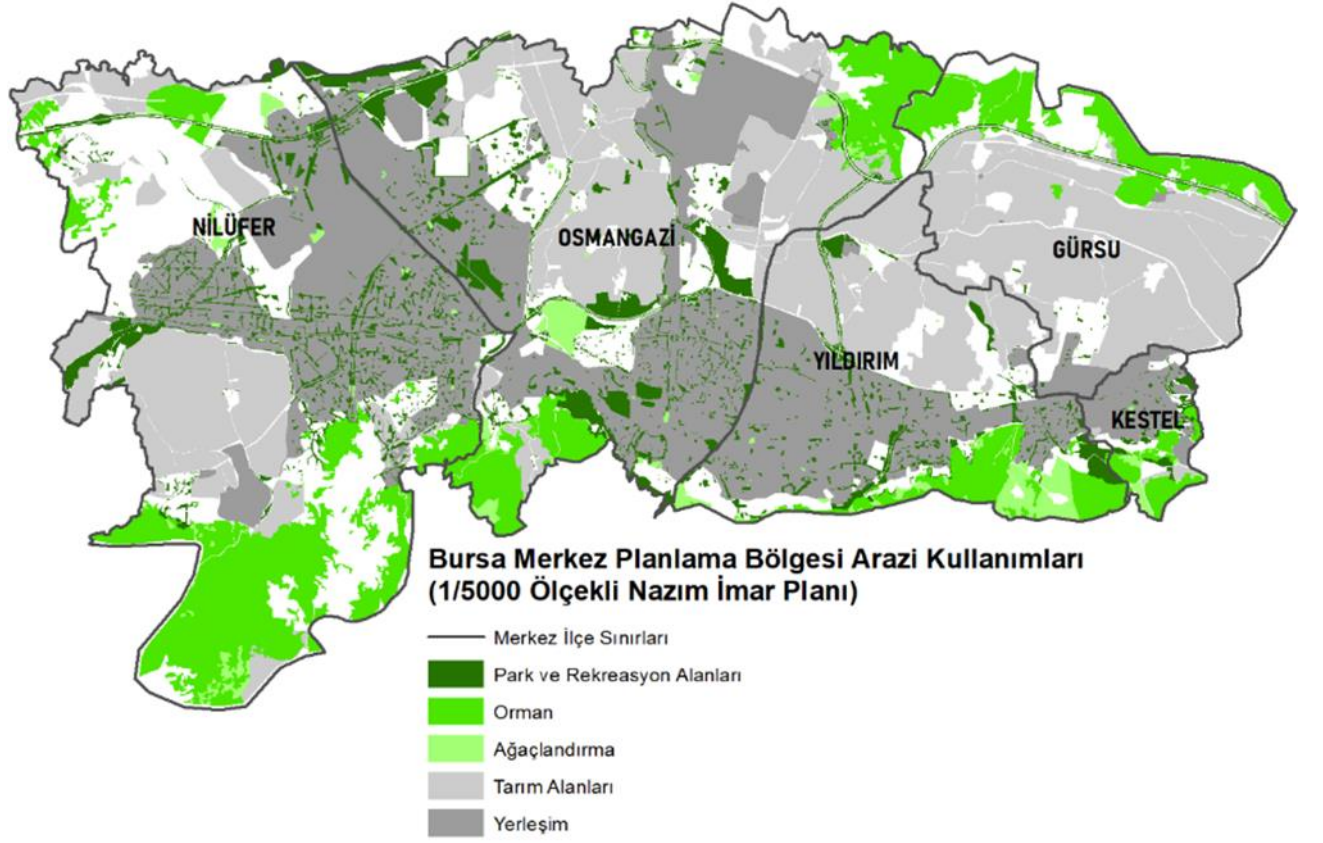 NİLÜFER
OSMANGAZİ
GÜRSU
YILDIRIM
KESTEL
Bursa Merkez Planlama Bölgesi Arazi Kullanımları
(1/5000 Ölçekli Nazım İmar Planı)
Merkez İlçe Sınırları
Park ve Rekreasyon Alanları
Orman
Ağaçlandırma
Tarım Alanları
Yerleşim